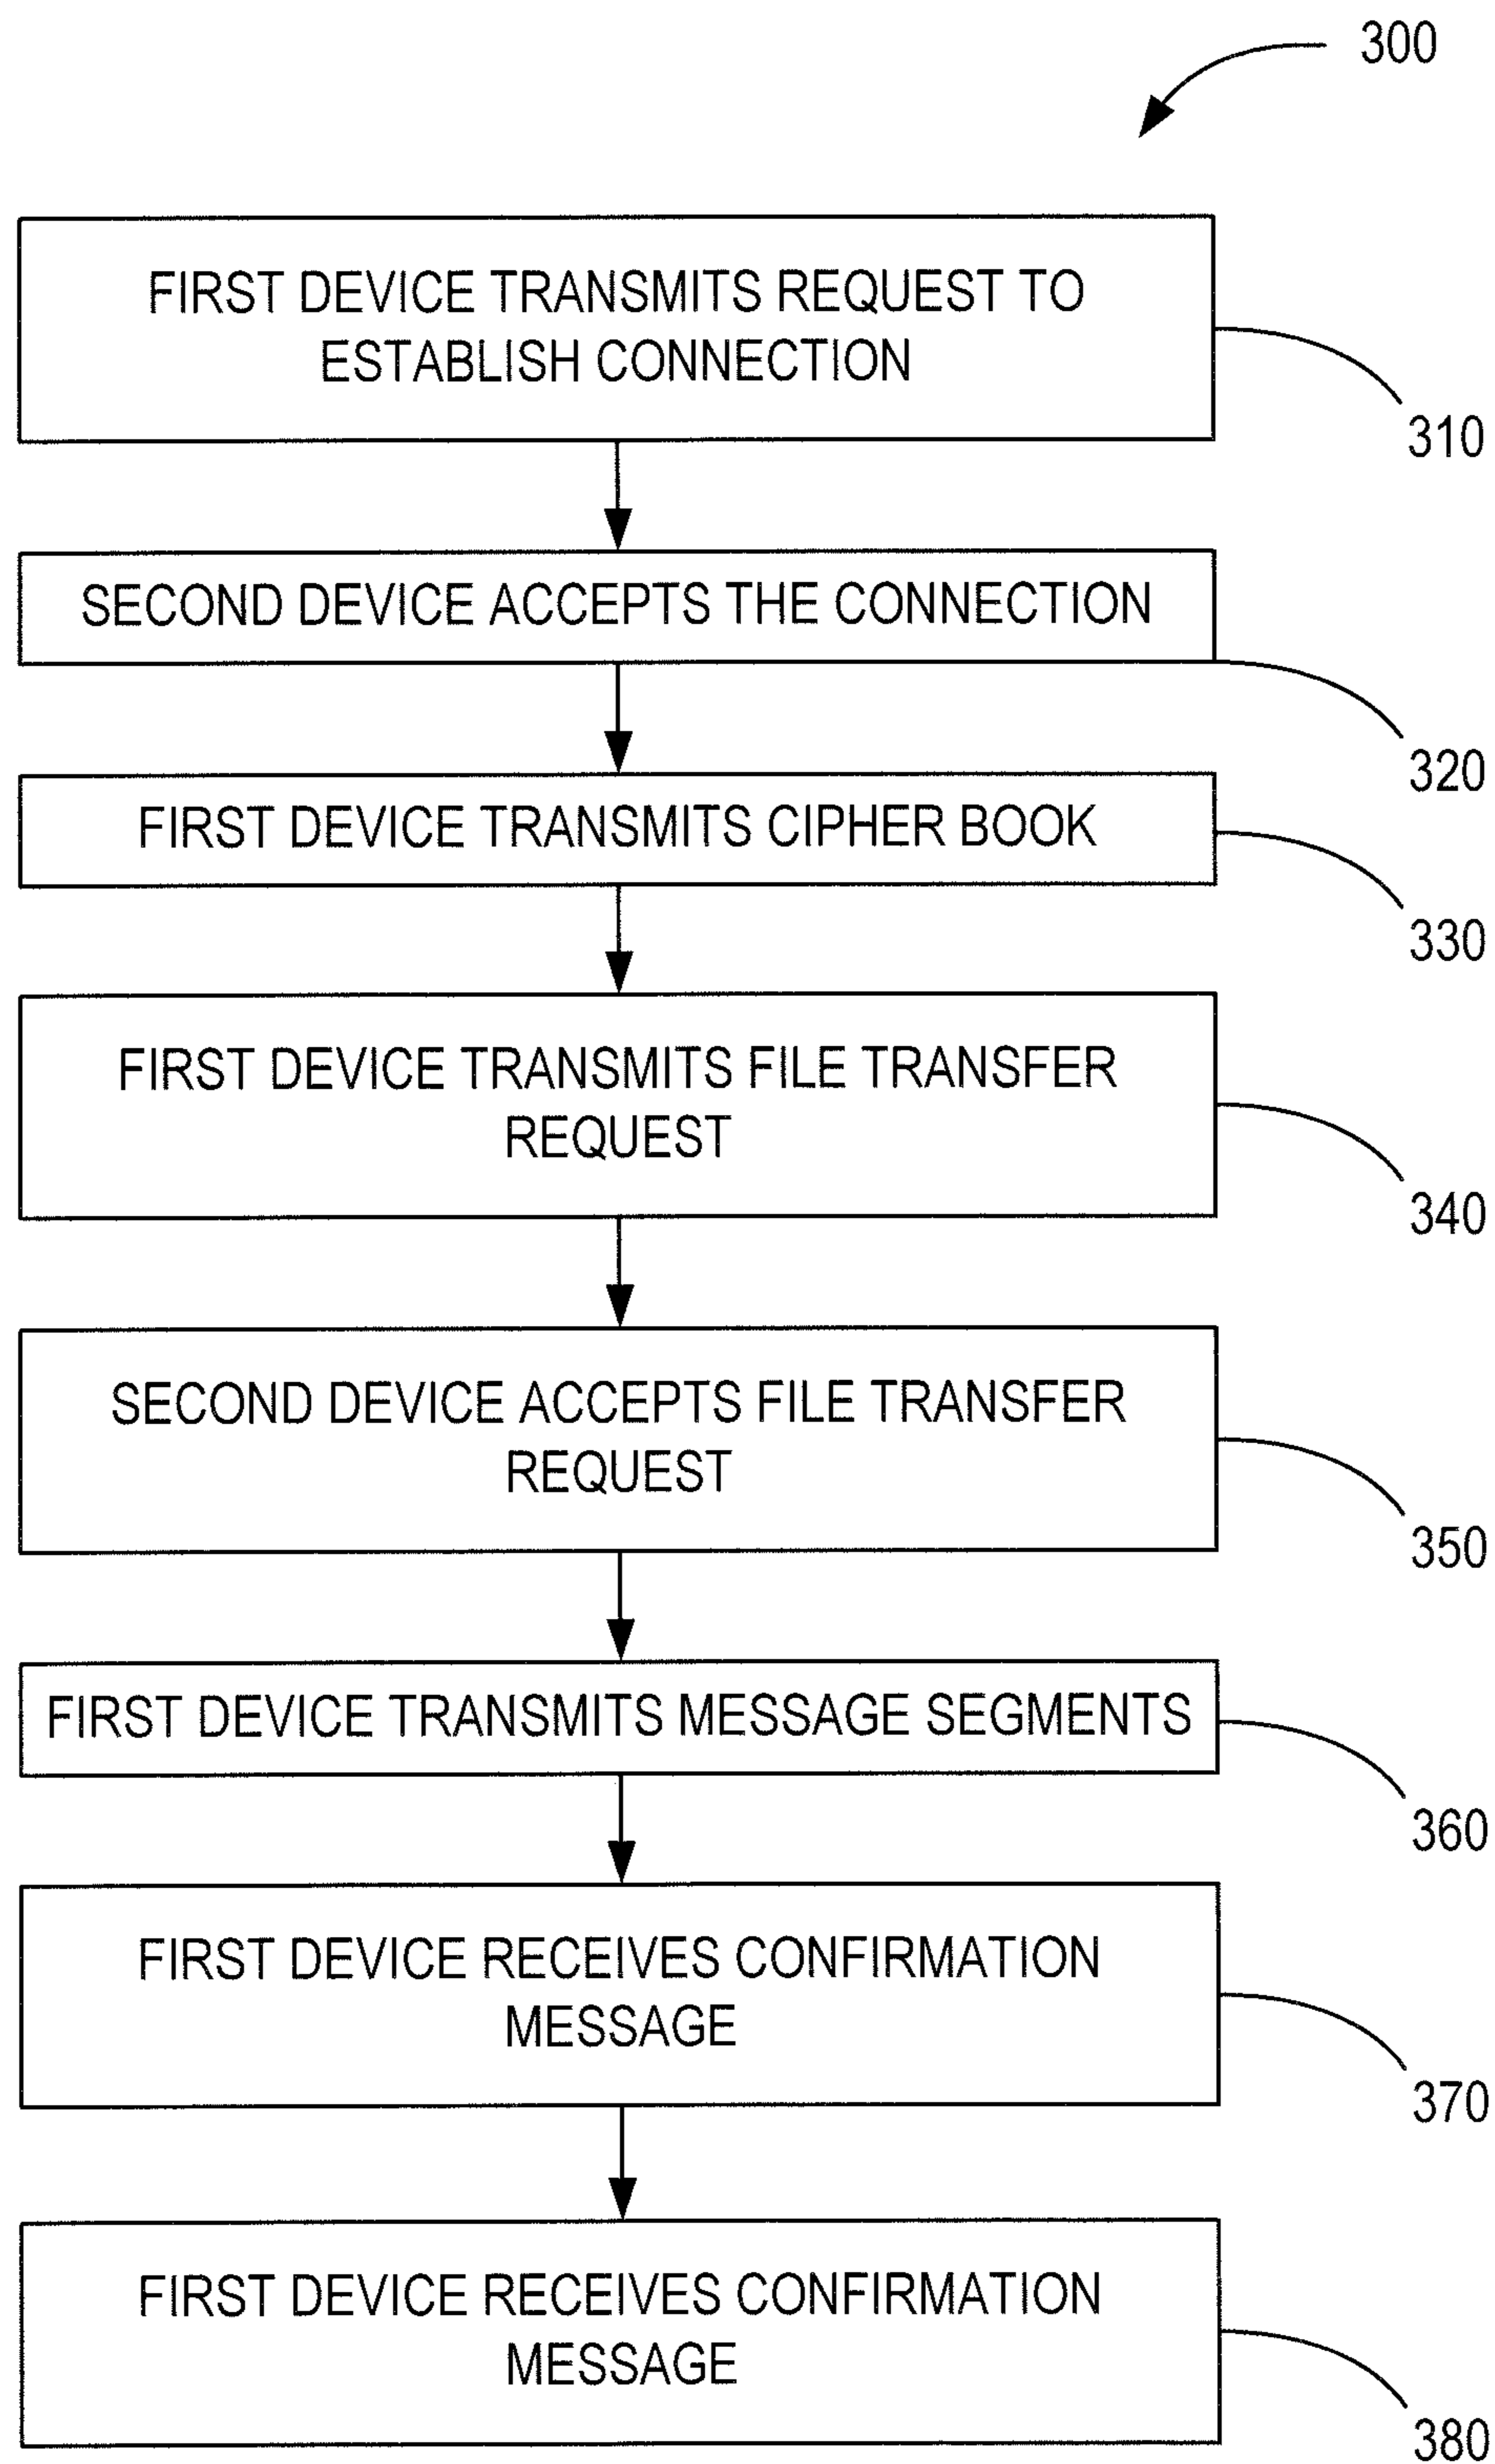 300
FIRST DEVICE TRANSMITS REQUEST TO
ESTABLISH CONNECTION
310
SECOND DEVICE ACCEPTS THE CONNECTION
320
FIRST DEVICE TRANSMITS CIPHER BOOK
330
FIRST DEVICE TRANSMITS FILE TRANSFER
REQUEST
340
SECOND DEVICE ACCEPTS FILE TRANSFER
REQUEST
350
FIRST DEVICE TRANSMITS MESSAGE SEGMENTS
360
FIRST DEVICE RECEIVES CONFIRMATION
MESSAGE
370
FIRST DEVICE RECEIVES CONFIRMATION
MESSAGE
380